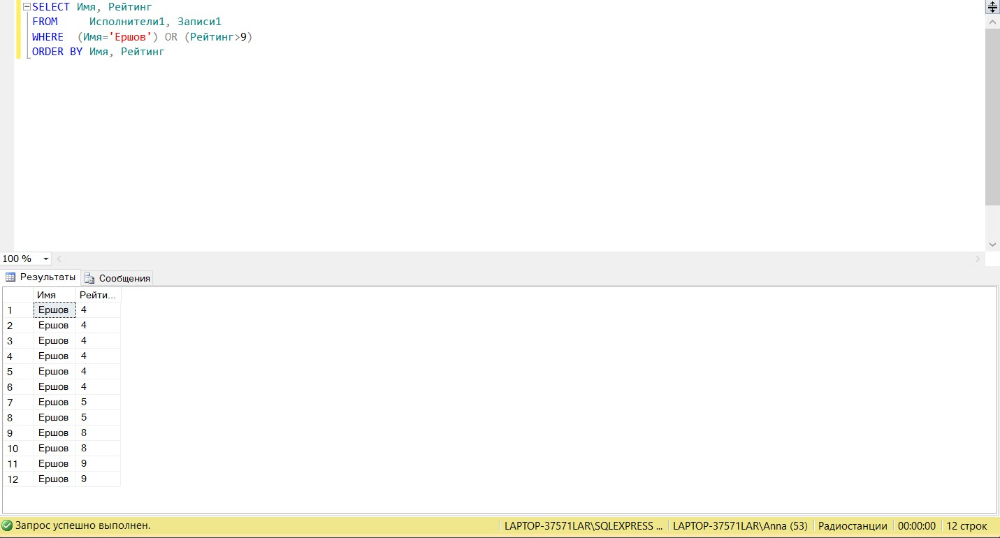 SELECT Имя, Рейтинг
FROM Исполнители1, Записи1
WHERE (Имя='Ершов') OR (Рейтинг>9)
ORDER BY Имя, Рейтинг
100 %
Результаты Сообщения
Имя Рейти...
1 Ершов 4
2 Ершов 4
3 Ершов 4
4 Ершов 4
5 Ершов 4
6 Ершов 4
7 Ершов 5
8 Ершов 5
9 Ершов 8
10 Ершов 8
11 Ершов 9
12 Ершов 9
Запрос успешно выполнен. LAPTOP-37571LAR\SQLEXPRESS ... LAPTOP-37571LAR\Anna (53) Радиостанции 00:00:00 12 строк